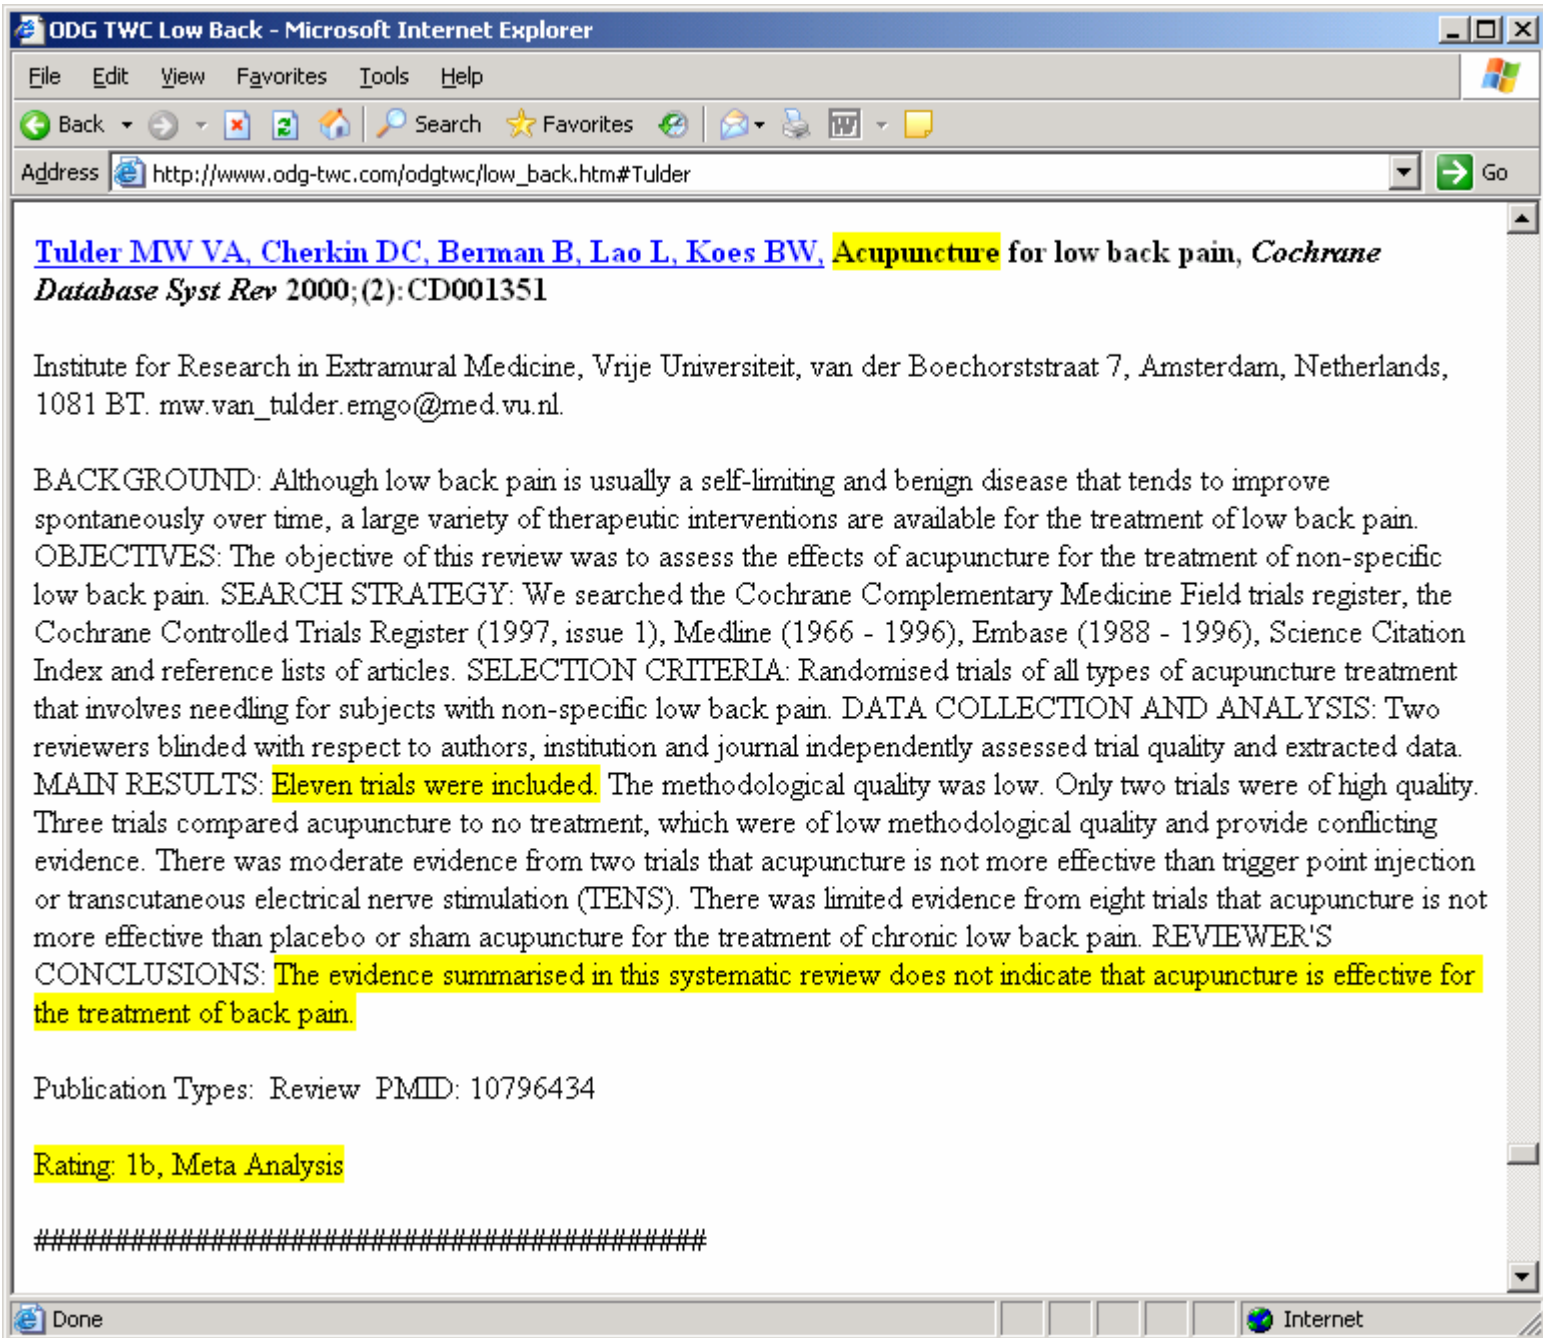 ODG TWC Low Back - Microsoft Internet Explorer
File Edit View Favorites Tools Help
Back Search Favorites
Address http://www.odg-twc.com/odgtwc/low_back.htm#Tulder Go
Tulder MW VA, Cherkin DC, Berman B, Lao L, Koes BW, Acupuncture for low back pain, Cochrane
Database Syst Rev 2000;(2):CD001351
Institute for Research in Extramural Medicine, Vrije Universiteit, van der Boechorststraat 7, Amsterdam, Netherlands,
1081 BT. mw.van_tulder.emgo@med.vu.nl.
BACKGROUND: Although low back pain is usually a self-limiting and benign disease that tends to improve
spontaneously over time, a large variety of therapeutic interventions are available for the treatment of low back pain.
OBJECTIVES: The objective of this review was to assess the effects of acupuncture for the treatment of non-specific
low back pain. SEARCH STRATEGY: We searched the Cochrane Complementary Medicine Field trials register, the
Cochrane Controlled Trials Register (1997, issue 1), Medline (1966 - 1996), Embase (1988 - 1996), Science Citation
Index and reference lists of articles. SELECTION CRITERIA: Randomised trials of all types of acupuncture treatment
that involves needling for subjects with non-specific low back pain. DATA COLLECTION AND ANALYSIS: Two
reviewers blinded with respect to authors, institution and journal independently assessed trial quality and extracted data.
MAIN RESULTS: Eleven trials were included. The methodological quality was low. Only two trials were of high quality.
Three trials compared acupuncture to no treatment, which were of low methodological quality and provide conflicting
evidence. There was moderate evidence from two trials that acupuncture is not more effective than trigger point injection
or transcutaneous electrical nerve stimulation (TENS). There was limited evidence from eight trials that acupuncture is not
more effective than placebo or sham acupuncture for the treatment of chronic low back pain. REVIEWER'S
CONCLUSIONS: The evidence summarised in this systematic review does not indicate that acupuncture is effective for
the treatment of back pain.
Publication Types: Review PMID: 10796434
Rating: 1b, Meta Analysis
##########################################
Done Internet